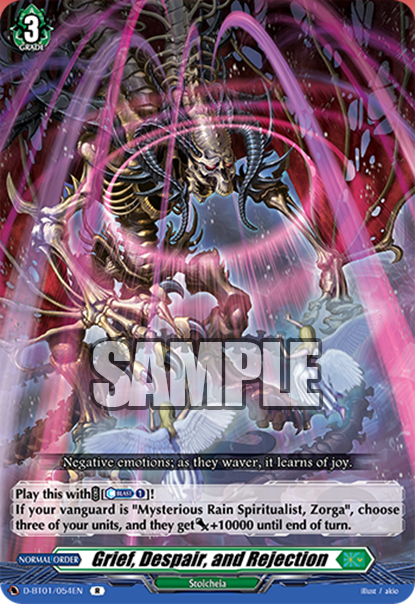 3
GRADE
SAMPLE
Negative emotions; as they waver, it learns of joy.
Play this with [C BLAST 1]!
If your vanguard is "Mysterious Rain Spiritualist, Zorga", choose
three of your units, and they get +10000 until end of turn.
NORMAL ORDER
Grief, Despair, and Rejection
Stoicheia
D-BT01/054EN R
illust / akio